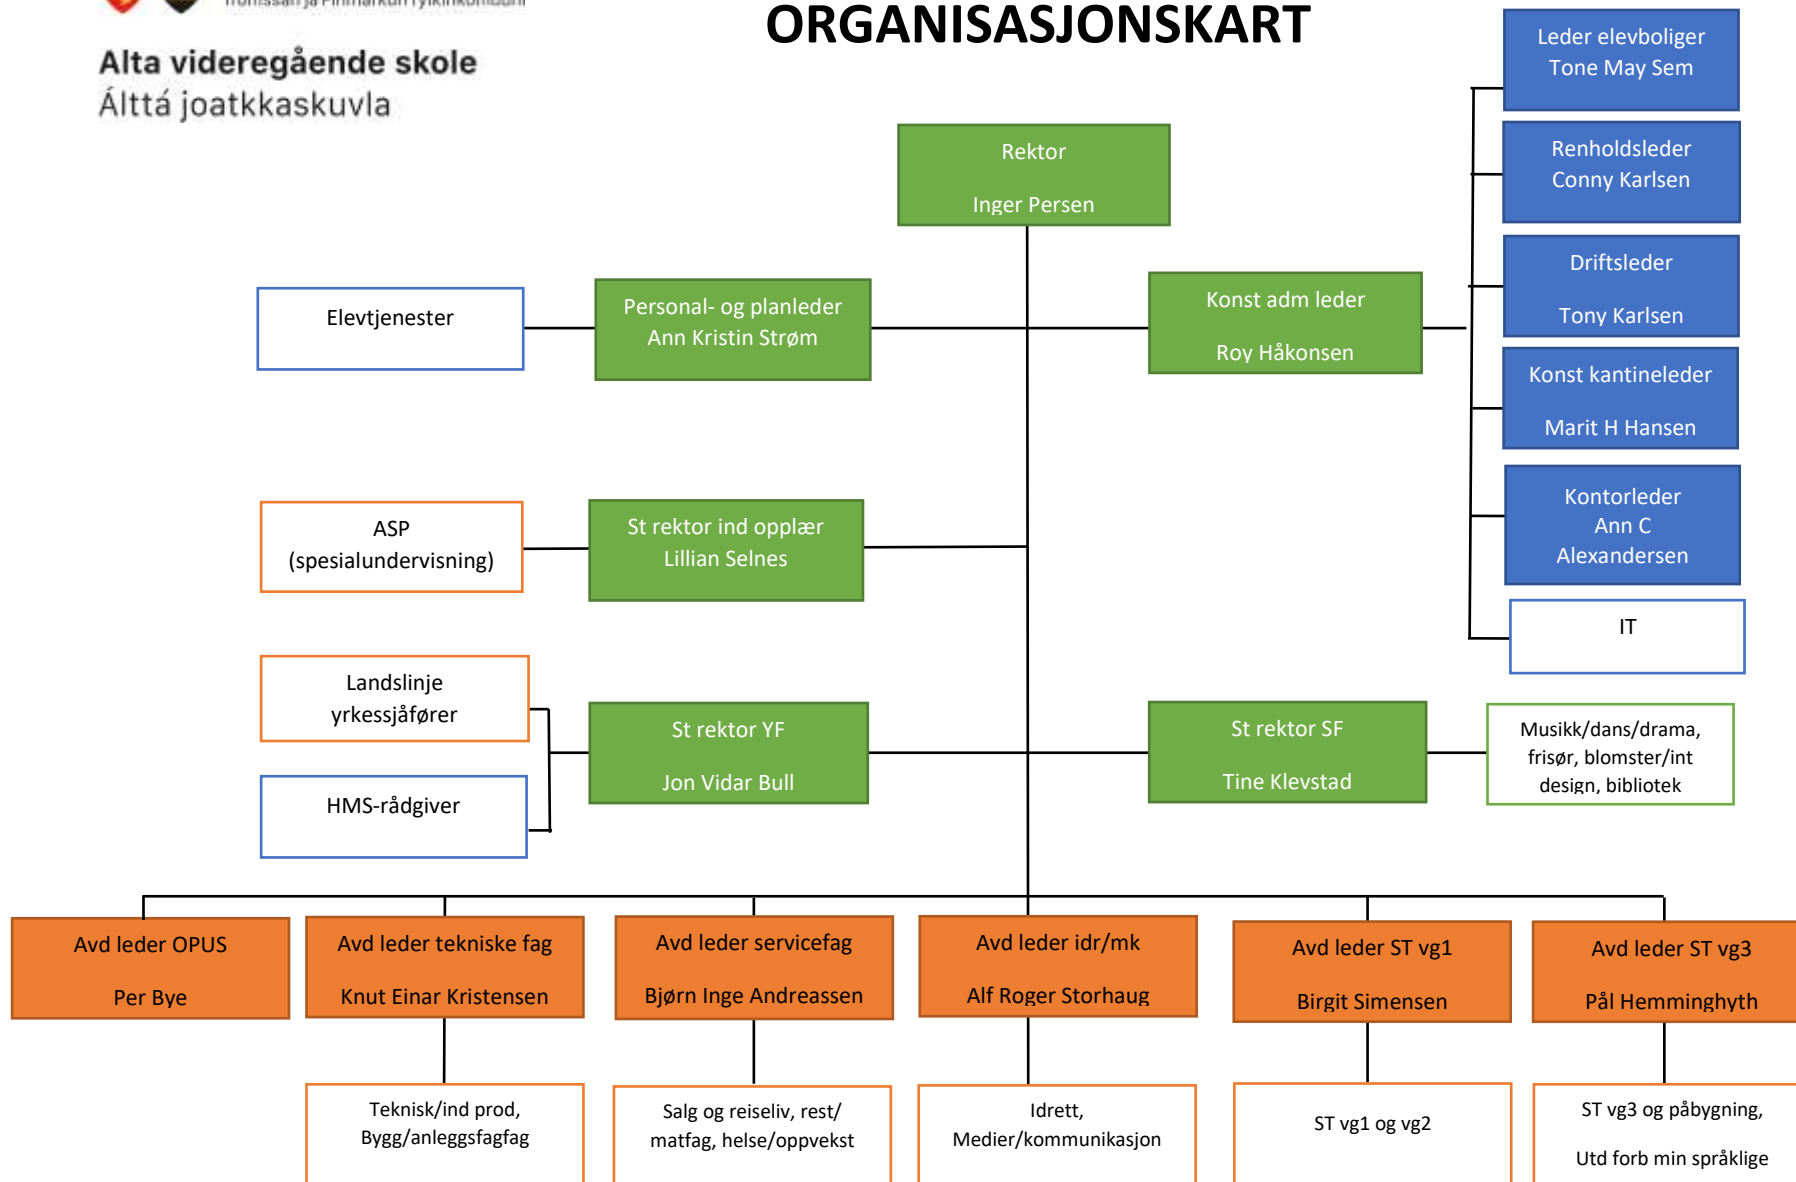 ORGANISASJONSKART
Alta videregående skole
Álttá joatkkaskuvla
Leder elevboliger
Tone May Sem
Rektor
Inger Persen
Renholdsleder
Conny Karlsen
Elevtjenester
Personal- og planleder
Ann Kristin Strøm
Konst adm leder
Roy Håkonsen
Driftsleder
Tony Karlsen
Konst kantineleder
Marit H Hansen
ASP
(spesialundervisning)
St rektor ind opplær
Lillian Selnes
Kontorleder
Ann C
Alexandersen
IT
Landslinje
yrkessjåfører
HMS-rådgiver
St rektor YF
Jon Vidar Bull
St rektor SF
Tine Klevstad
Musikk/dans/drama,
frisør, blomster/int
design, bibliotek
Avd leder OPUS
Per Bye
Avd leder tekniske fag
Knut Einar Kristensen
Avd leder servicefag
Bjørn Inge Andreassen
Avd leder idr/mk
Alf Roger Storhaug
Avd leder ST vg1
Birgit Simensen
Avd leder ST vg3
Pål Hemminghyth
Teknisk/ind prod,
Bygg/anleggsfagfag
Salg og reiseliv, rest/
matfag, helse/oppvekst
Idrett,
Medier/kommunikasjon
ST vg1 og vg2
ST vg3 og påbygning,
Utd forb min språklige